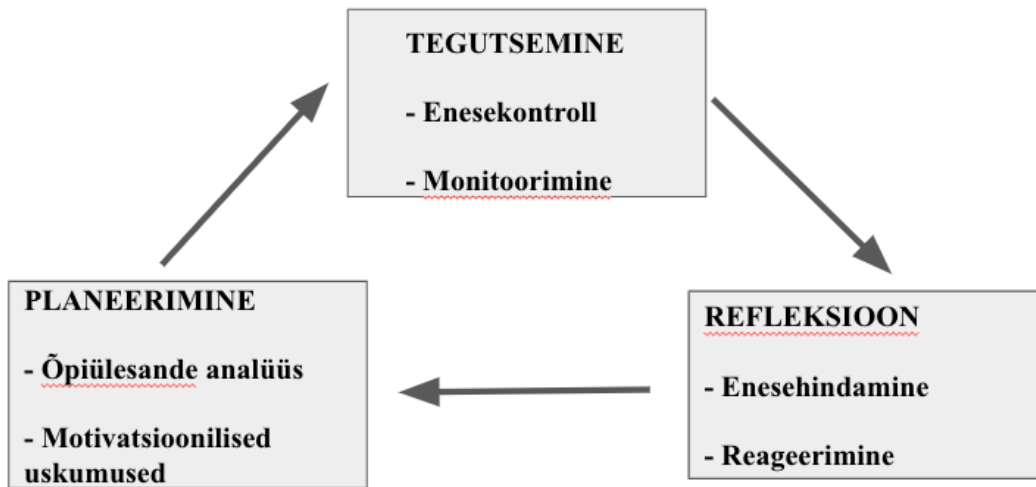 TEGUTSEMINE
- Enesekontroll
- Monitoorimine
PLANEERIMINE
- Õpiülesande analüüs
- Motivatsioonilised
uskumused
REFLEKSIOON
- Enesehindamine
- Reageerimine